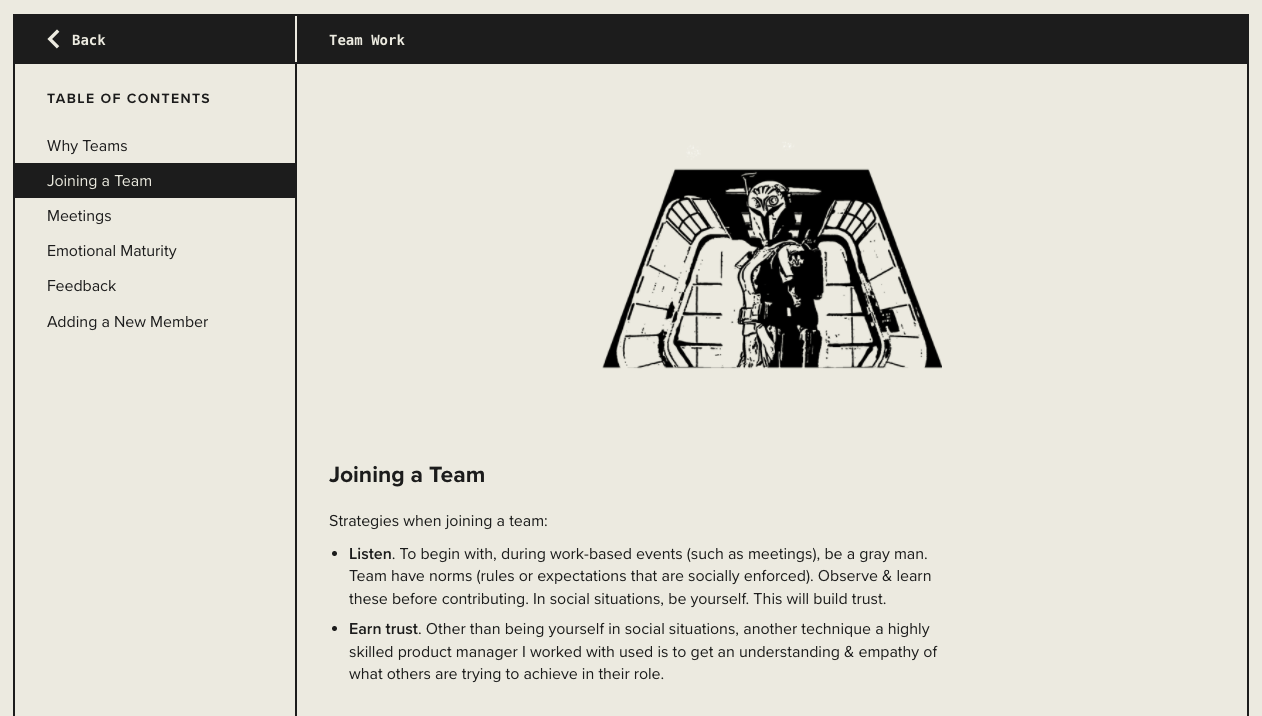 Back
Team Work
TABLE OF CONTENTS
Why Teams
Joining a Team
Meetings
Emotional Maturity
Feedback
Adding a New Member
Joining a Team
Strategies when joining a team:
• Listen. To begin with, during work-based events (such as meetings), be a gray man.
Team have norms (rules or expectations that are socially enforced). Observe & learn
these before contributing. In social situations, be yourself. This will build trust.
• Earn trust. Other than being yourself in social situations, another technique a highly
skilled product manager I worked with used is to get an understanding & empathy of
what others are trying to achieve in their role.